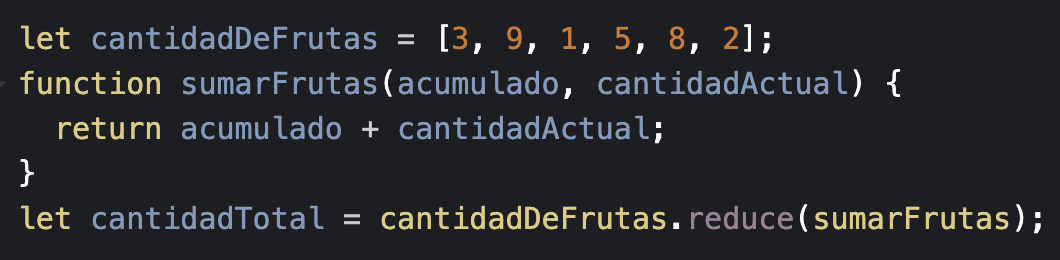 let cantidadDeFrutas = [3, 9, 1, 5, 8, 2];
function sumarFrutas(acumulado, cantidadActual) {
  return acumulado + cantidadActual;
}
let cantidadTotal = cantidadDeFrutas.reduce(sumarFrutas);